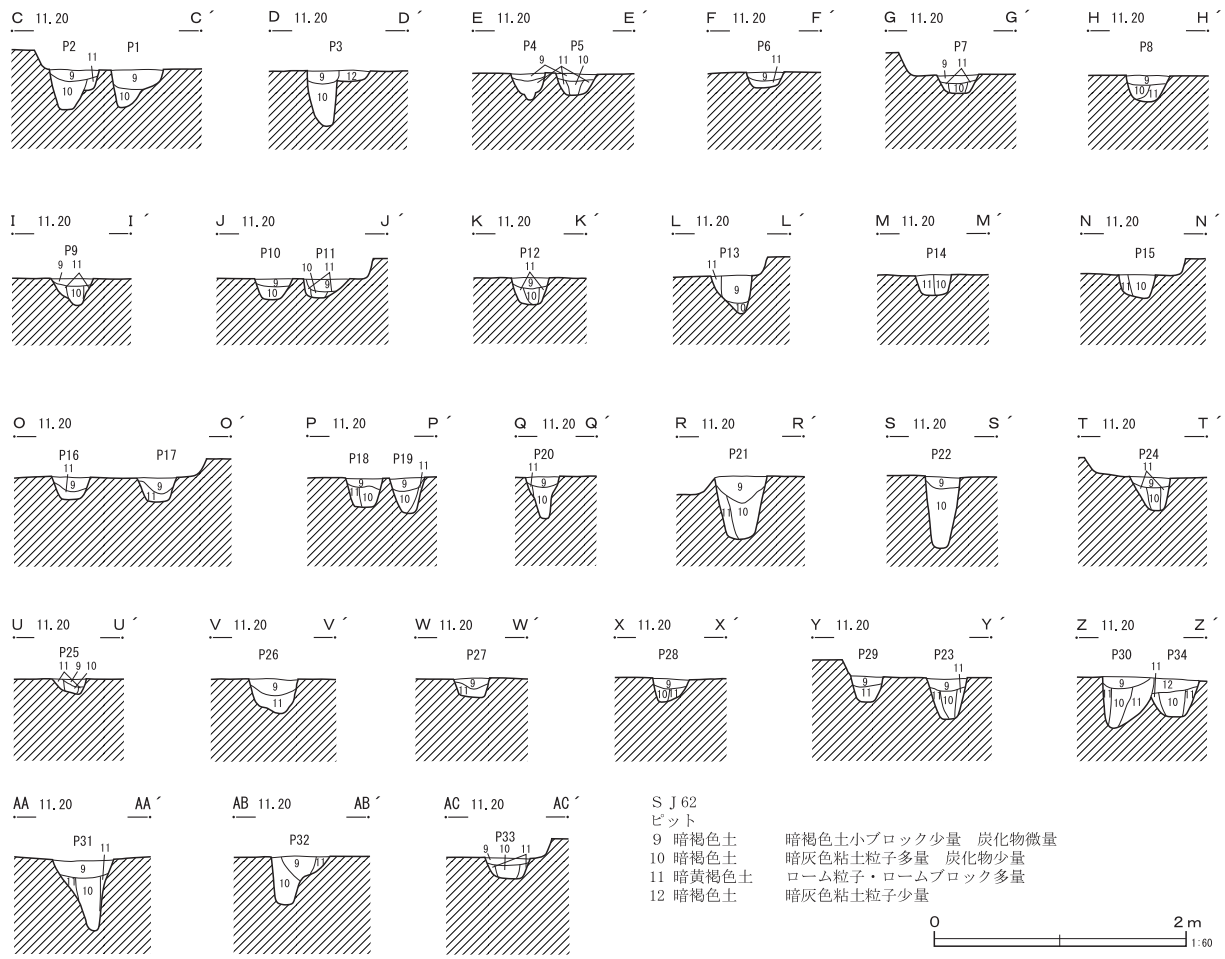 C 11.20 C´ D 11.20 D´ E 11.20 E´ F 11.20 F´ G 11.20 G´ H 11.20 H´
P2 P1 P3 P4 P5 P6 P7 P8
9 11 9 10 10
9 12 10
9 11 10
11 9
9 11 10
9 10 11
I 11.20 I´ J 11.20 J´ K 11.20 K´ L 11.20 L´ M 11.20 M´ N 11.20 N´
P9 P10 P11 P12 P13 P14 P15
9 11 10
9 10 10 11 9
11 9 10
11 9 10
11 10
11 10
O 11.20 O´ P 11.20 P´ Q 11.20 Q´ R 11.20 R´ S 11.20 S´ T 11.20 T´
P16 P17 P18 P19 P20 P21 P22 P24
11 9 9 11
9 11 10 9 10 11
11 9 10
9 11 10
9 10
11 9 10
U 11.20 U´ V 11.20 V´ W 11.20 W´ X 11.20 X´ Y 11.20 Y´ Z 11.20 Z´
P25 P26 P27 P28 P29 P23 P30 P34
11 9 10
9 11
9 11
9 10 11
9 11 9 11 10 11
9 11 10 11 11 12 10 11
AA 11.20 AA´ AB 11.20 AB´ AC 11.20 AC´
P31 P32 P33
11 9 11 10
9 11 10
9 10 11
SJ62
ピット
9 暗褐色土 暗褐色土小ブロック少量 炭化物微量
10 暗褐色土 暗灰色粘土粒子多量 炭化物少量
11 暗黄褐色土 ローム粒子・ロームブロック多量
12 暗褐色土 暗灰色粘土粒子少量
0 2m
1:60